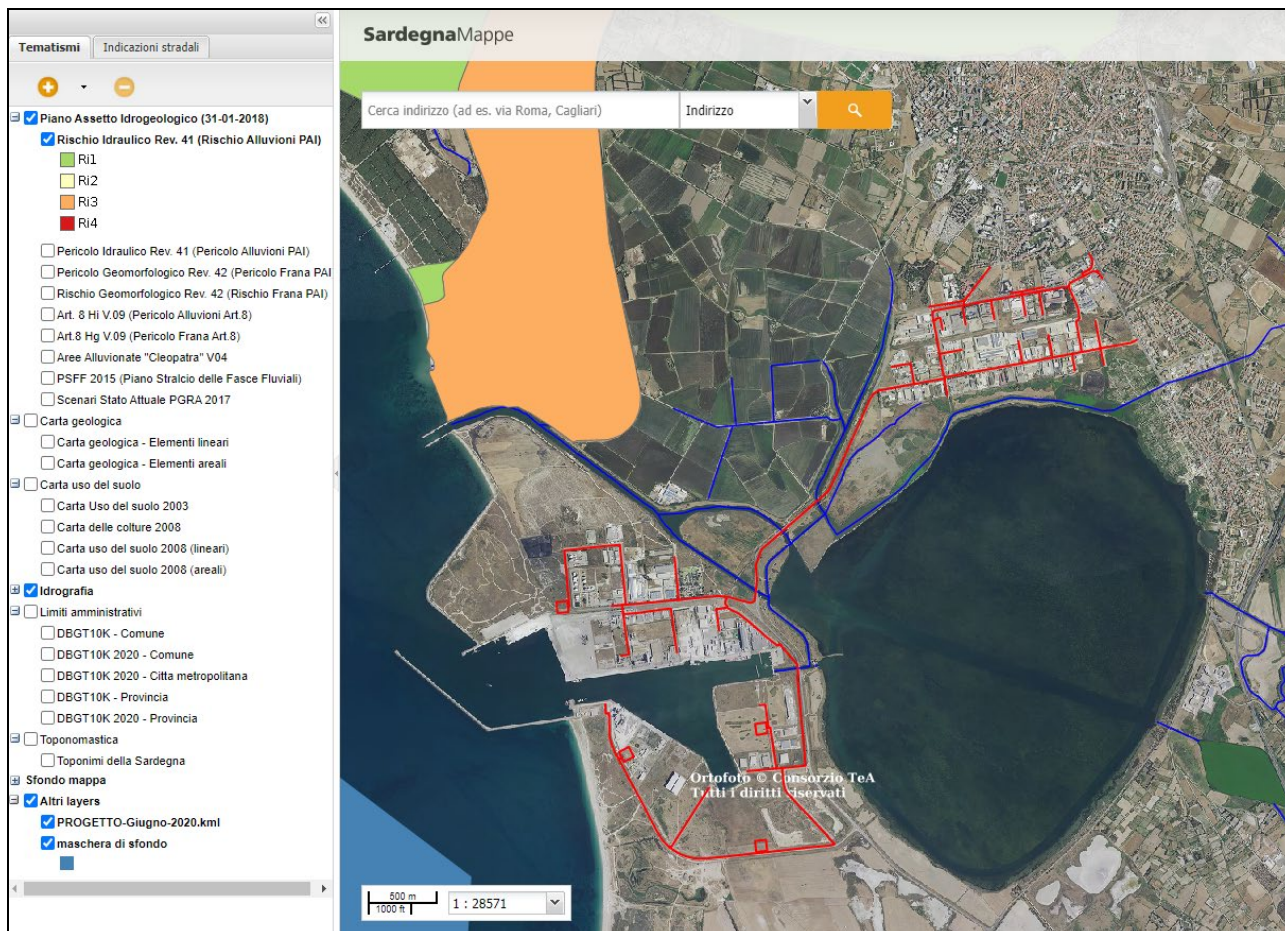 Tematismi
Indicazioni stradali
SardegnaMappe
Cerca indirizzo (ad es. via Roma, Cagliari)
Indirizzo
Piano Assetto Idrogeologico (31-01-2018)
Rischio Idraulico Rev. 41 (Rischio Alluvioni PAI)
Ri1
Ri2
Ri3
Ri4
Pericolo Idraulico Rev. 41 (Pericolo Alluvioni PAI)
Pericolo Geomorfologico Rev. 42 (Pericolo Frana PAI
Rischio Geomorfologico Rev. 42 (Rischio Frana PAI)
Art. 8 Hi V.09 (Pericolo Alluvioni Art.8)
Art.8 Hg V.09 (Pericolo Frana Art.8)
Aree Alluvionate "Cleopatra" V04
PSFF 2015 (Piano Stralcio delle Fasce Fluviali)
Scenari Stato Attuale PGRA 2017
Carta geologica
Carta geologica - Elementi lineari
Carta geologica - Elementi areali
Carta uso del suolo
Carta Uso del suolo 2003
Carta delle colture 2008
Carta uso del suolo 2008 (lineari)
Carta uso del suolo 2008 (areali)
Idrografia
Limiti amministrativi
DBGT10K - Comune
DBGT10K 2020 - Comune
DBGT10K 2020 - Citta metropolitana
DBGT10K - Provincia
DBGT10K 2020 - Provincia
Toponomastica
Toponimi della Sardegna
Sfondo mappa
Altri layers
PROGETTO-Giugno-2020.kml
maschera di sfondo
Ortofoto © Consorzio TeA
Tutti i diritti riservati
500 m
1000 ft
1 : 28571